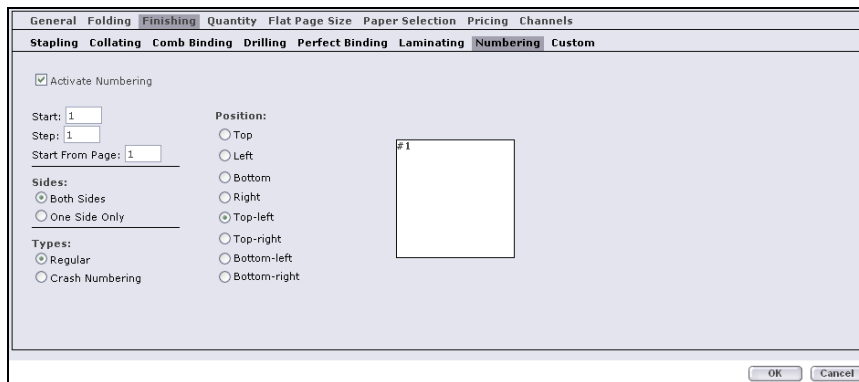 General Folding Finishing Quantity Flat Page Size Paper Selection Pricing Channels
Stapling Collating Comb Binding Drilling Perfect Binding Laminating Numbering Custom
Activate Numbering
Start: 1
Step: 1
Start From Page: 1
Sides:
Both Sides
One Side Only
Types:
Regular
Crash Numbering
Position:
Top
Left
Bottom
Right
Top-left
Top-right
Bottom-left
Bottom-right
#1
OK Cancel